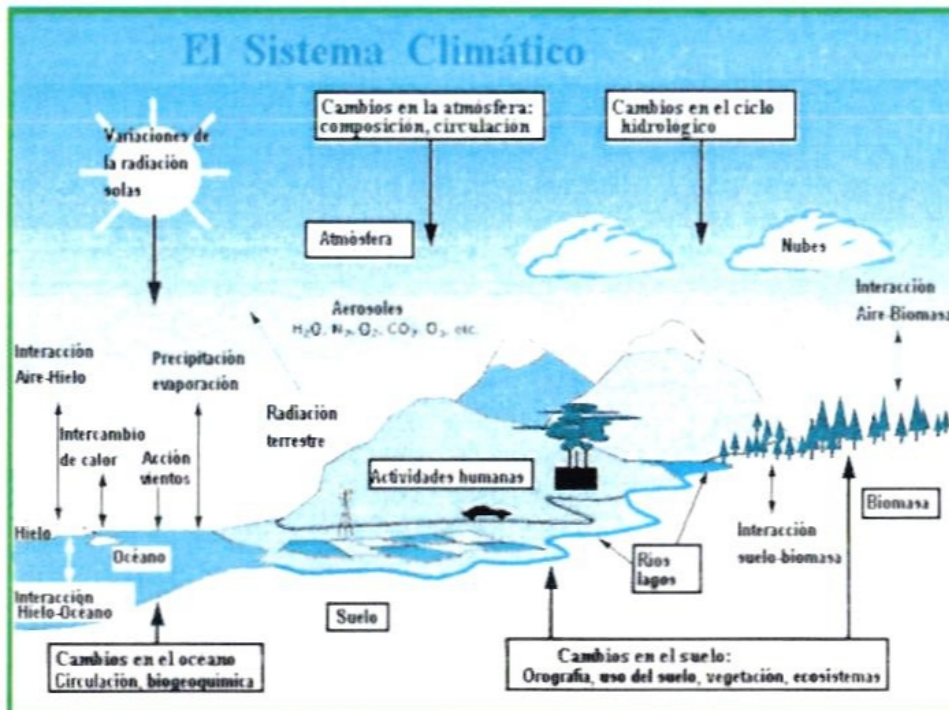 El Sistema Climático
Cambios en la atmósfera:
composición, circulación
Cambios en el ciclo
hidrológico
Variaciones de
la radiación
solas
Atmósfera
Nubes
Interacción
Aire-Biomasa
Aerosoles
H₂O, N₂, O₂, CO₂, O₃, etc.
Interacción
Aire-Hielo
Precipitación
evaporación
Radiación
terrestre
Intercambio
de calor
Acción
vientos
Actividades humanas
Biomasa
Hielo
Océano
Interacción
suelo-biomasa
Ríos
lagos
Interacción
Hielo-Océano
Suelo
Cambios en el oceano
Circulación, biogeoquimica
Cambios en el suelo:
Orografía, uso del suelo, vegetación, ecosistemas